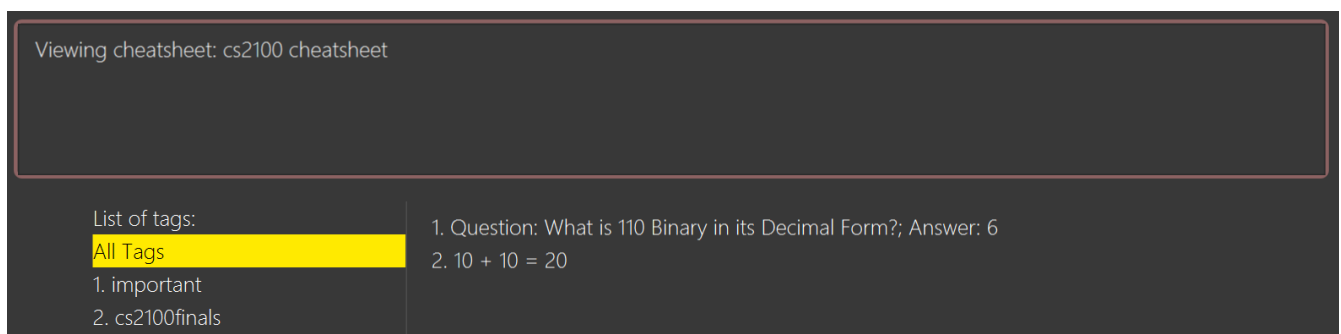 Viewing cheatsheet: cs2100 cheatsheet
List of tags:
All Tags
1. important
2. cs2100finals
1. Question: What is 110 Binary in its Decimal Form?; Answer: 6
2. 10 + 10 = 20